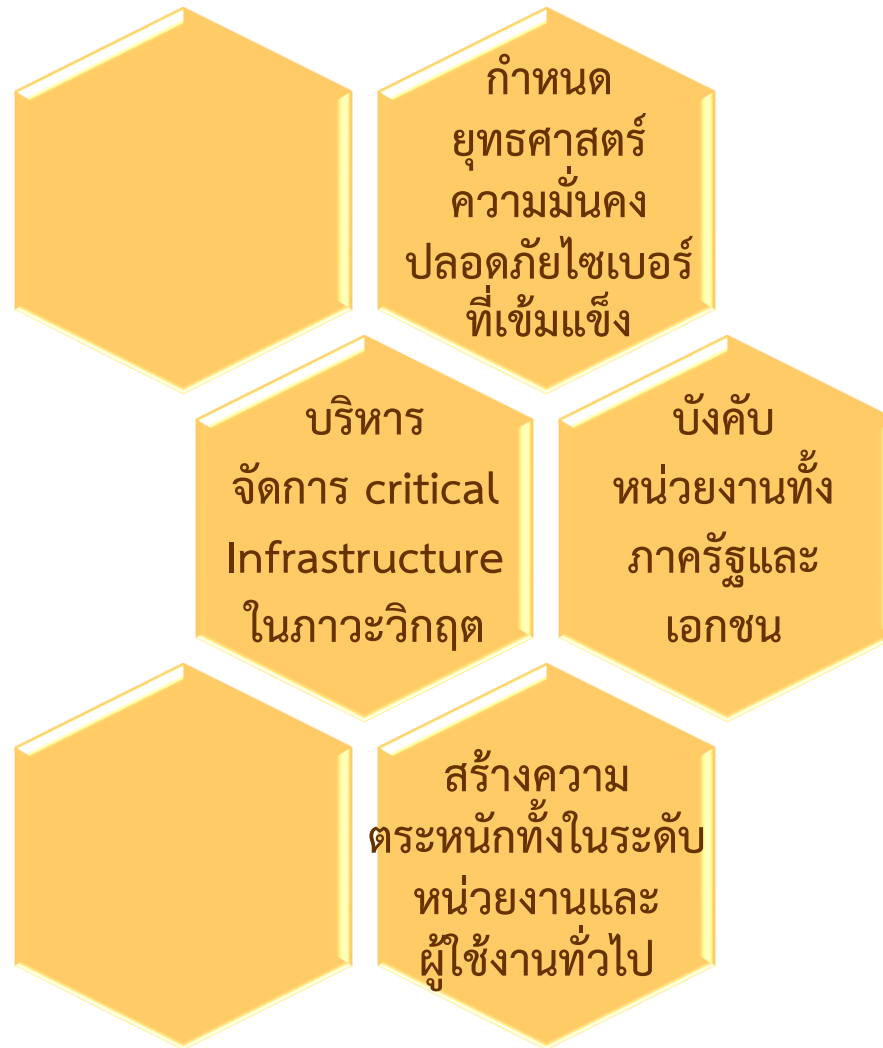 กำหนด
ยุทธศาสตร์
ความมั่นคง
ปลอดภัยไซเบอร์
ที่เข้มแข็ง
บริหาร
จัดการ critical
Infrastructure
ในภาวะวิกฤต
บังคับ
หน่วยงานทั้ง
ภาครัฐและ
เอกชน
สร้างความ
ตระหนักทั้งในระดับ
หน่วยงานและ
ผู้ใช้งานทั่วไป